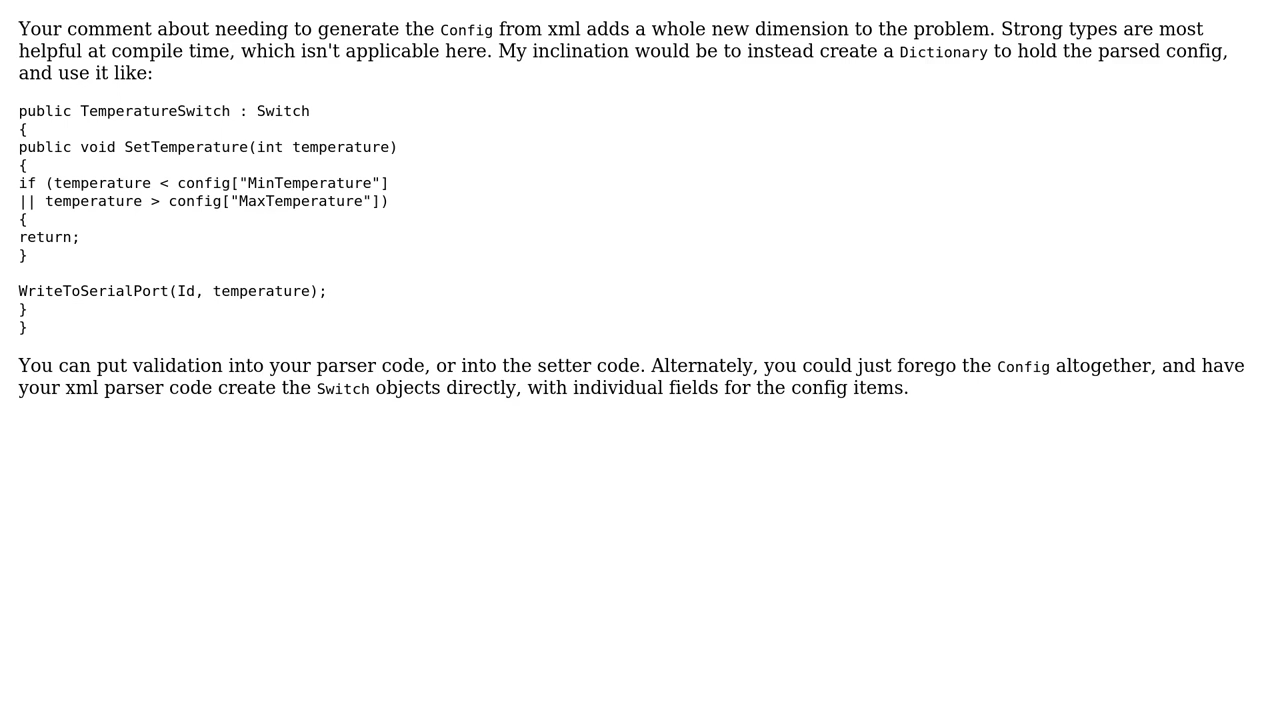 Your comment about needing to generate the Config from xml adds a whole new dimension to the problem. Strong types are most
helpful at compile time, which isn't applicable here. My inclination would be to instead create a Dictionary to hold the parsed config,
and use it like:
public TemperatureSwitch : Switch
{
public void SetTemperature(int temperature)
{
if (temperature < config["MinTemperature"]
|| temperature > config["MaxTemperature"])
{
return;
}
WriteToSerialPort(Id, temperature);
}
}
You can put validation into your parser code, or into the setter code. Alternately, you could just forego the Config altogether, and have
your xml parser code create the Switch objects directly, with individual fields for the config items.